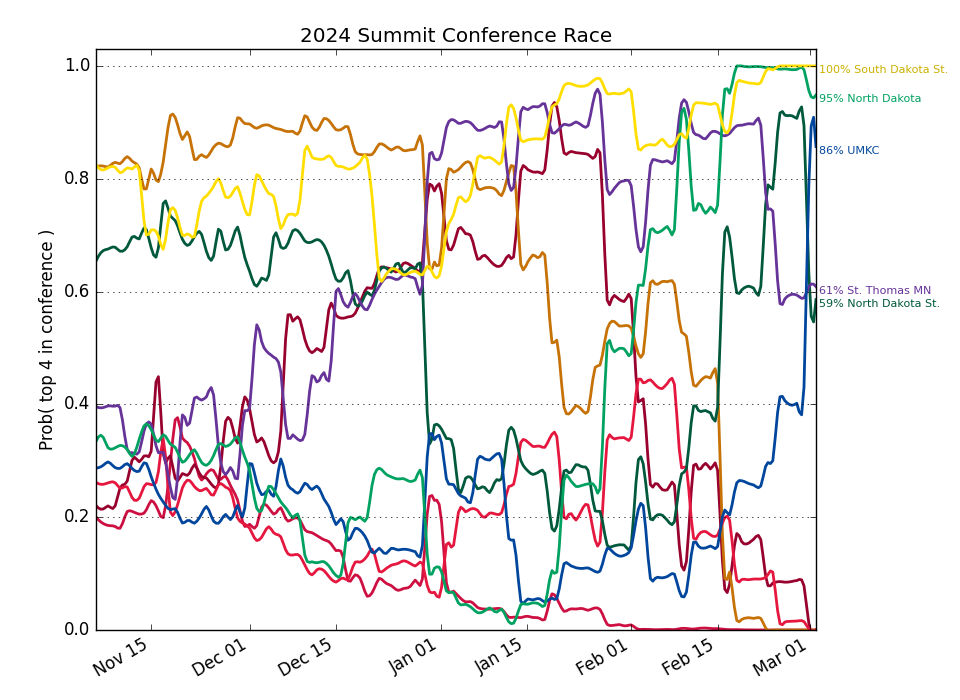 2024 Summit Conference Race
Prob( top 4 in conference )
1.0
0.8
0.6
0.4
0.2
0.0
Nov 15
Dec 01
Dec 15
Jan 01
Jan 15
Feb 01
Feb 15
Mar 01
100% South Dakota St.
95% North Dakota
86% UMKC
61% St. Thomas MN
59% North Dakota St.